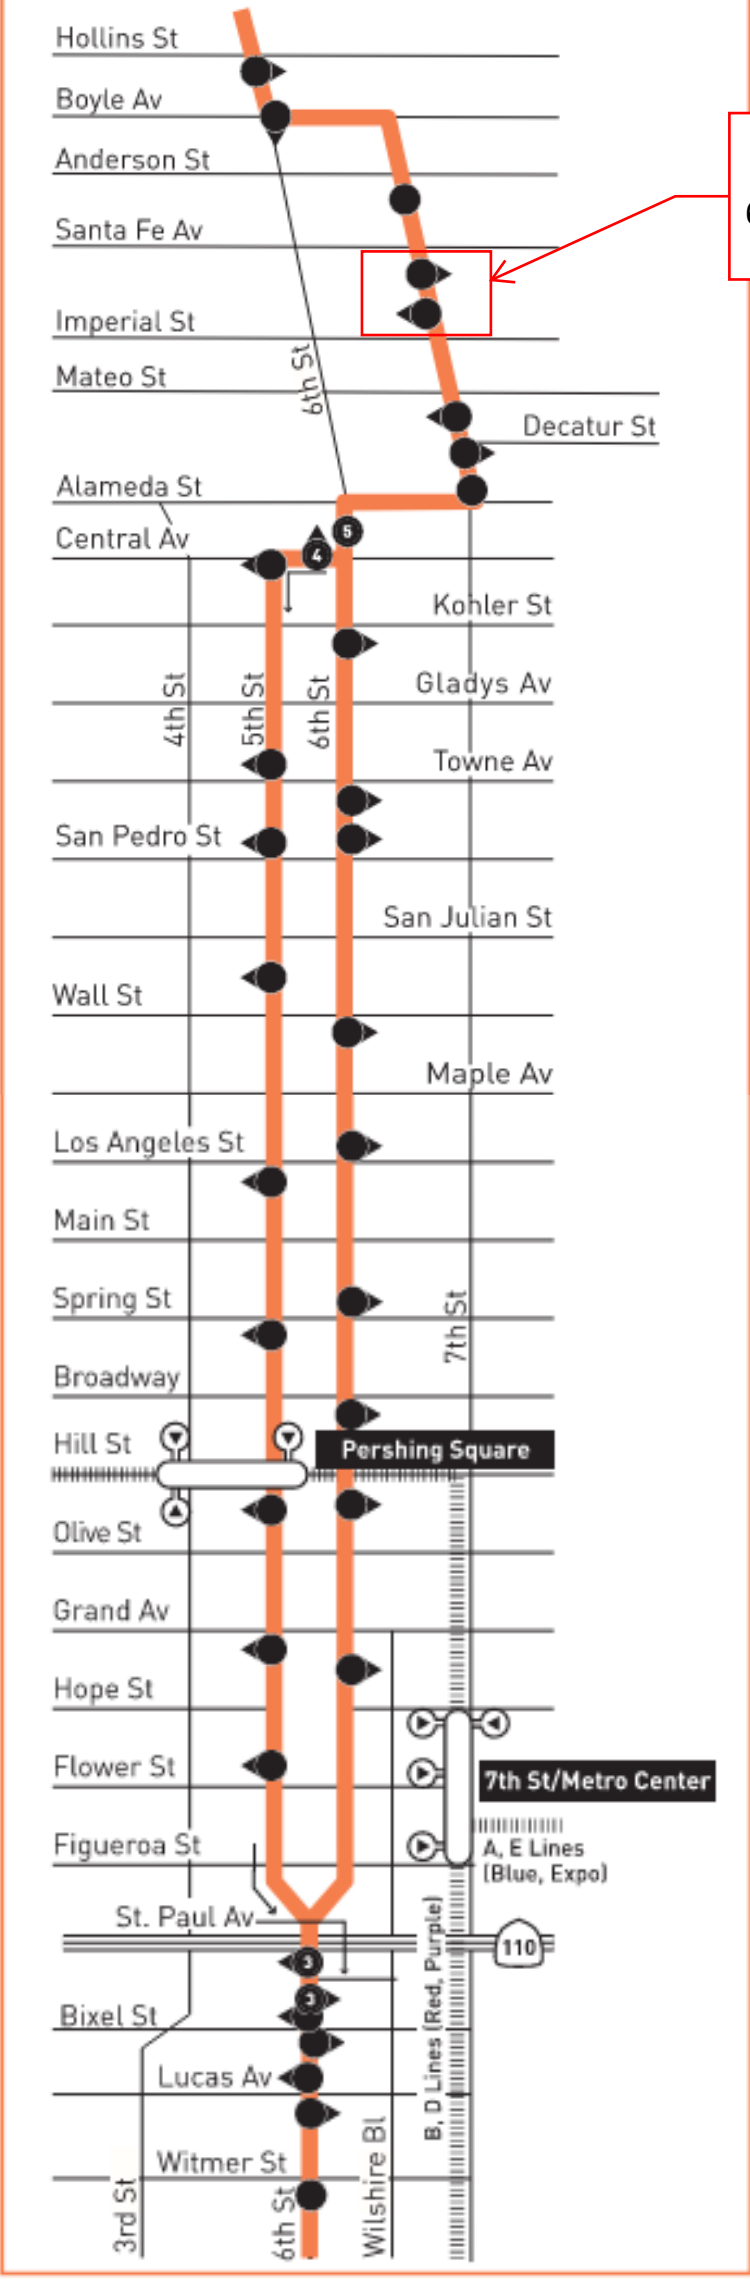 Hollins St
Boyle Av
Anderson St
Santa Fe Av
Imperial St
6th St
Mateo St
Decatur St
Alameda St
5
Central Av
4
Kohler St
4th St
5th St
6th St
Gladys Av
Towne Av
San Pedro St
San Julian St
Wall St
Maple Av
Los Angeles St
Main St
Spring St
7th St
Broadway
Hill St
Pershing Square
Olive St
Grand Av
Hope St
Flower St
7th St/Metro Center
Figueroa St
A, E Lines
(Blue, Expo)
St. Paul Av
110
3
3
B, D Lines (Red, Purple)
Bixel St
Lucas Av
Witmer St
3rd St
6th St
Wilshire Bl